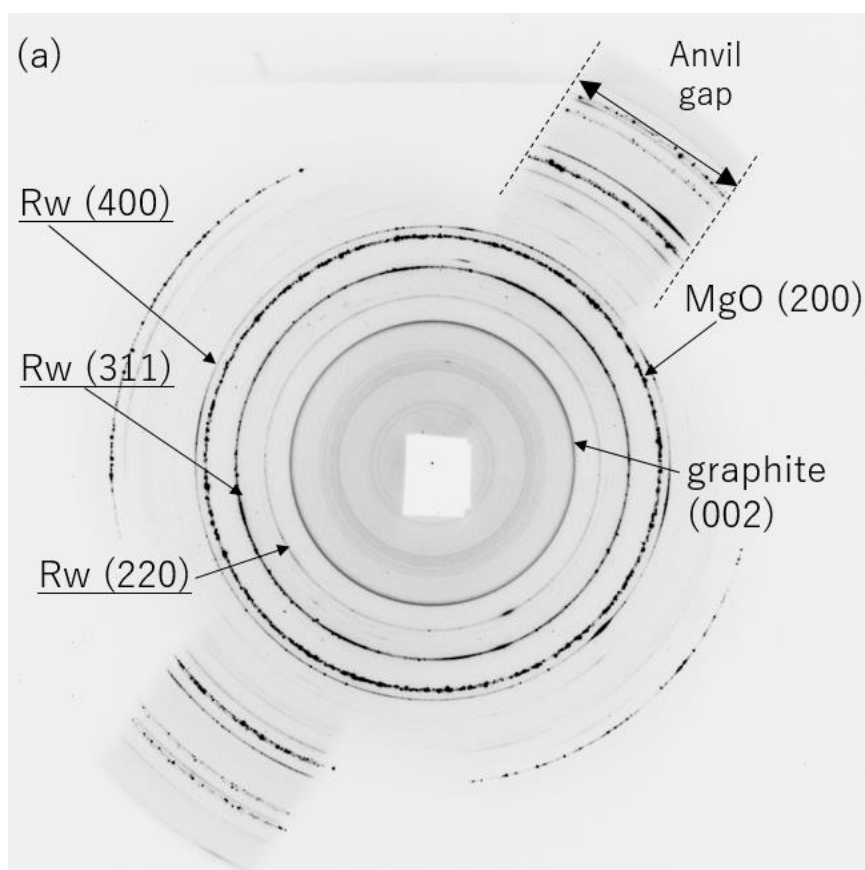 (a)
Anvil
gap
Rw (400)
MgO (200)
Rw (311)
graphite
(002)
Rw (220)